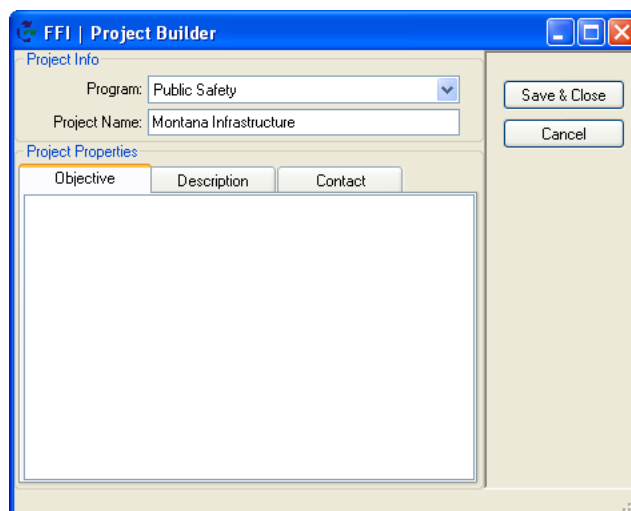 FFI | Project Builder
Project Info
Program: Public Safety
Project Name: Montana Infrastructure
Save & Close
Cancel
Project Properties
Objective Description Contact